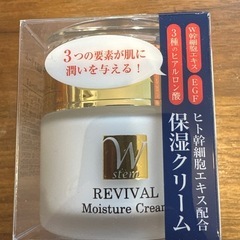 3つの要素が肌に
潤いを与える!
W幹細胞エキス
EGF
3種のヒアルロン酸
ヒト幹細胞エキス配合
保湿クリーム
W
stem
REVIVAL
Moisture Cream